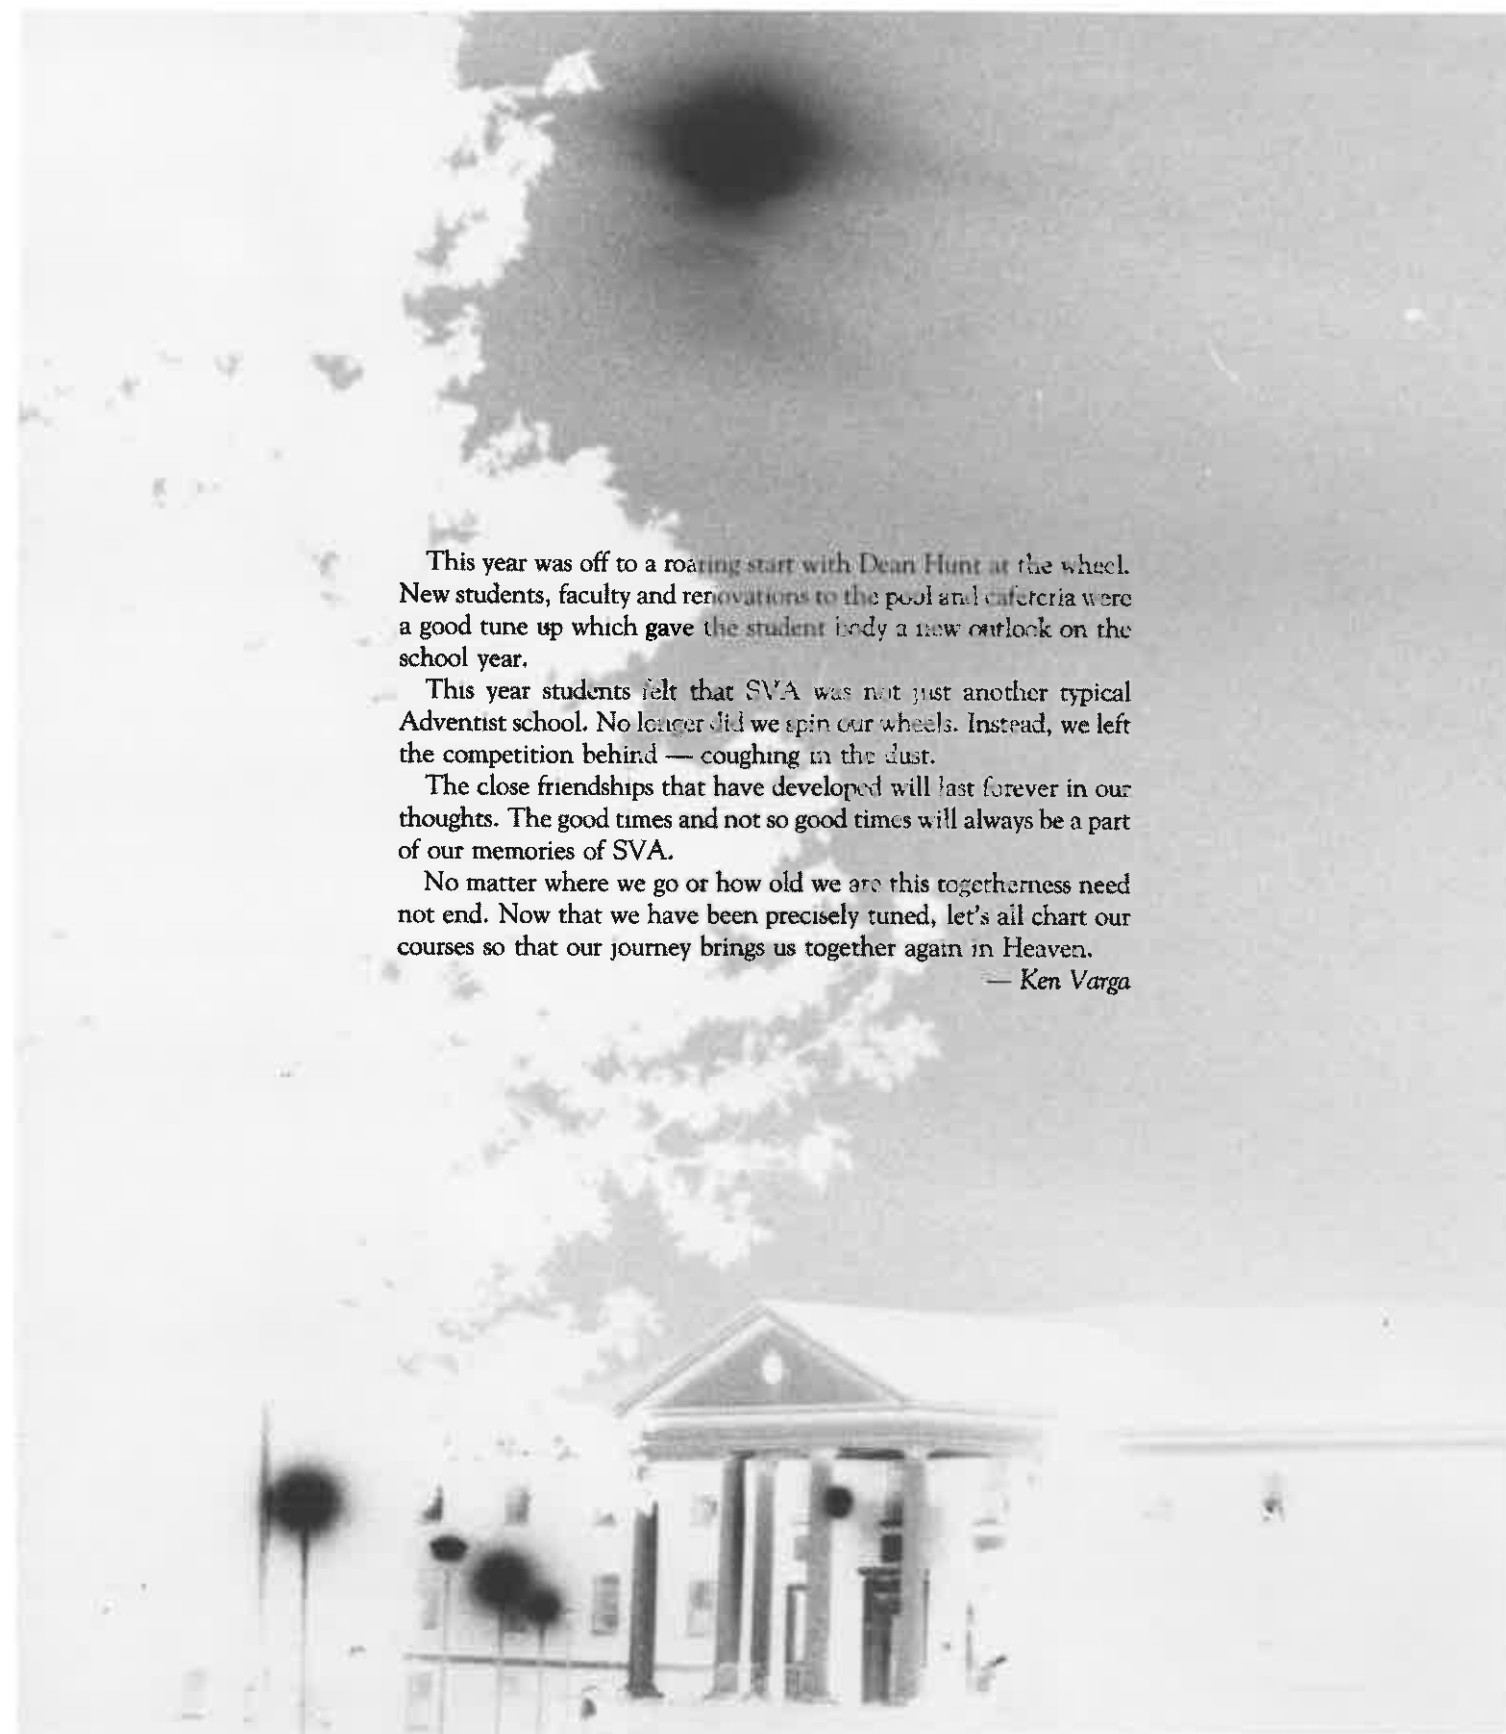 This year was off to a roaring start with Dean Hunt at the wheel.
New students, faculty and renovations to the pool and cafeteria were
a good tune up which gave the student body a new outlook on the
school year.
This year students felt that SVA was not just another typical
Adventist school. No longer did we spin our wheels. Instead, we left
the competition behind — coughing in the dust.
The close friendships that have developed will last forever in our
thoughts. The good times and not so good times will always be a part
of our memories of SVA.
No matter where we go or how old we are this togetherness need
not end. Now that we have been precisely tuned, let's all chart our
courses so that our journey brings us together again in Heaven.
— Ken Varga